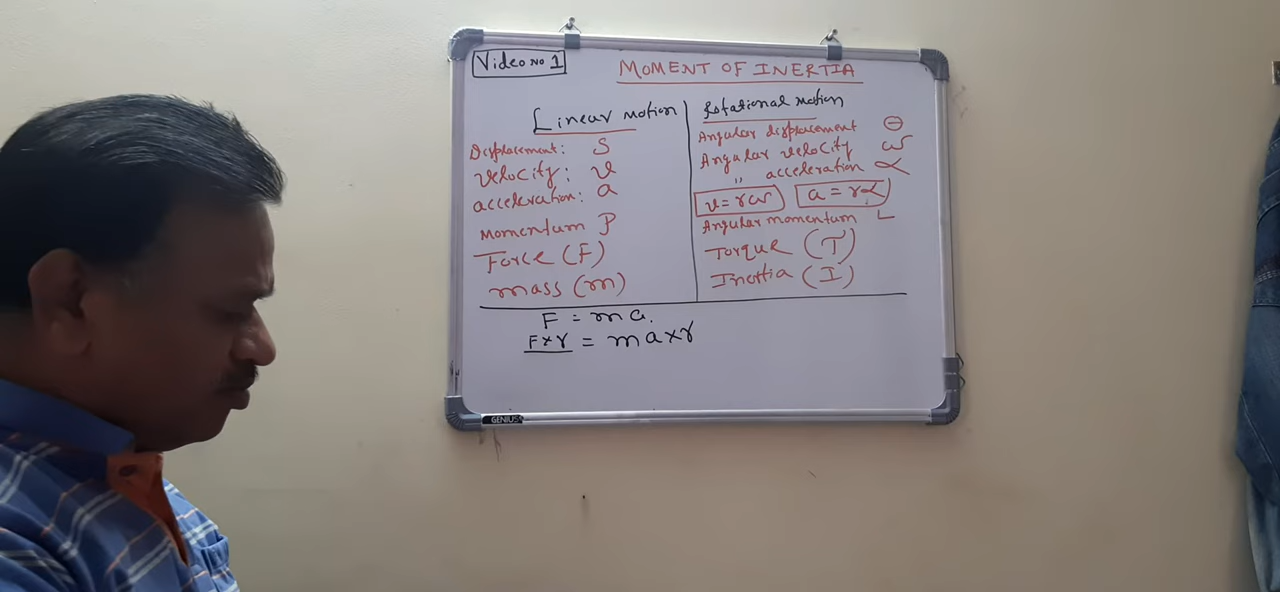 Video No 1
MOMENT OF INERTIA
Linear motion
Displacement: S
Velocity: v
acceleration: a
Momentum P
Force (F)
mass (m)
Rotational motion
Angular displacement θ
Angular velocity ω
,, acceleration α
v = rω a = rα
Angular momentum L
Torque (T)
Inertia (I)
F = ma.
F×r = ma×r
GENIUS